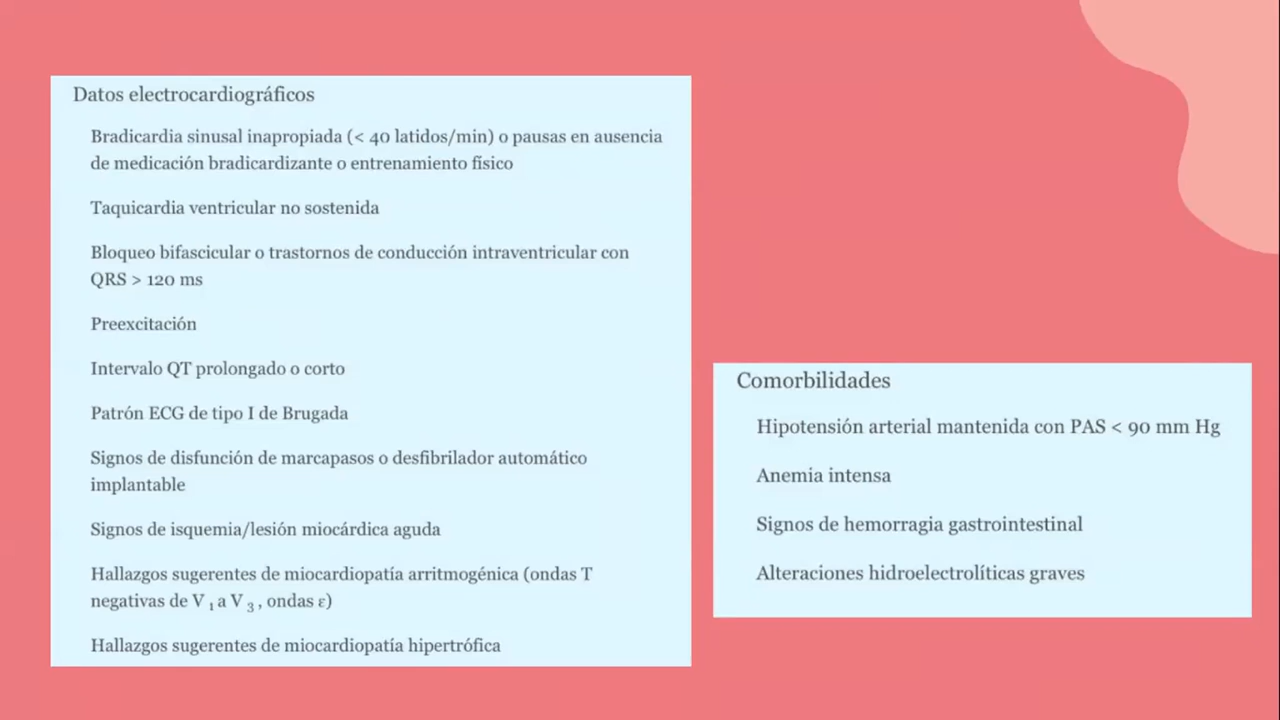 Datos electrocardiográficos
Bradicardia sinusal inapropiada (< 40 latidos/min) o pausas en ausencia
de medicación bradicardizante o entrenamiento físico
Taquicardia ventricular no sostenida
Bloqueo bifascicular o trastornos de conducción intraventricular con
QRS > 120 ms
Preexcitación
Intervalo QT prolongado o corto
Patrón ECG de tipo I de Brugada
Signos de disfunción de marcapasos o desfibrilador automático
implantable
Signos de isquemia/lesión miocárdica aguda
Hallazgos sugerentes de miocardiopatía arritmogénica (ondas T
negativas de V ₁ a V ₃ , ondas ε)
Hallazgos sugerentes de miocardiopatía hipertrófica
Comorbilidades
Hipotensión arterial mantenida con PAS < 90 mm Hg
Anemia intensa
Signos de hemorragia gastrointestinal
Alteraciones hidroelectrolíticas graves